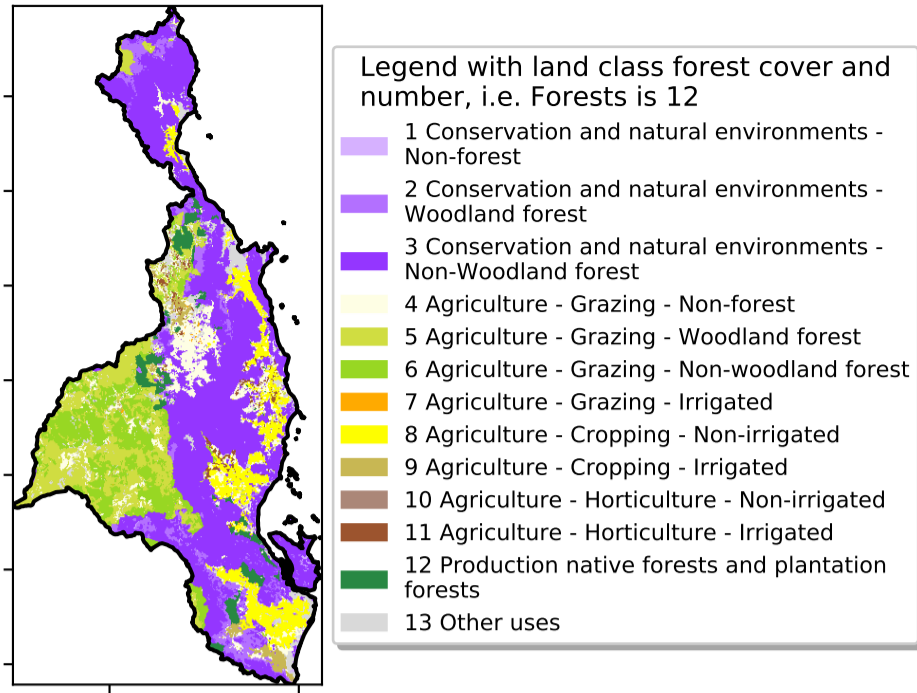 Legend with land class forest cover and
number, i.e. Forests is 12
1 Conservation and natural environments -
Non-forest
2 Conservation and natural environments -
Woodland forest
3 Conservation and natural environments -
Non-Woodland forest
4 Agriculture - Grazing - Non-forest
5 Agriculture - Grazing - Woodland forest
6 Agriculture - Grazing - Non-woodland forest
7 Agriculture - Grazing - Irrigated
8 Agriculture - Cropping - Non-irrigated
9 Agriculture - Cropping - Irrigated
10 Agriculture - Horticulture - Non-irrigated
11 Agriculture - Horticulture - Irrigated
12 Production native forests and plantation
forests
13 Other uses